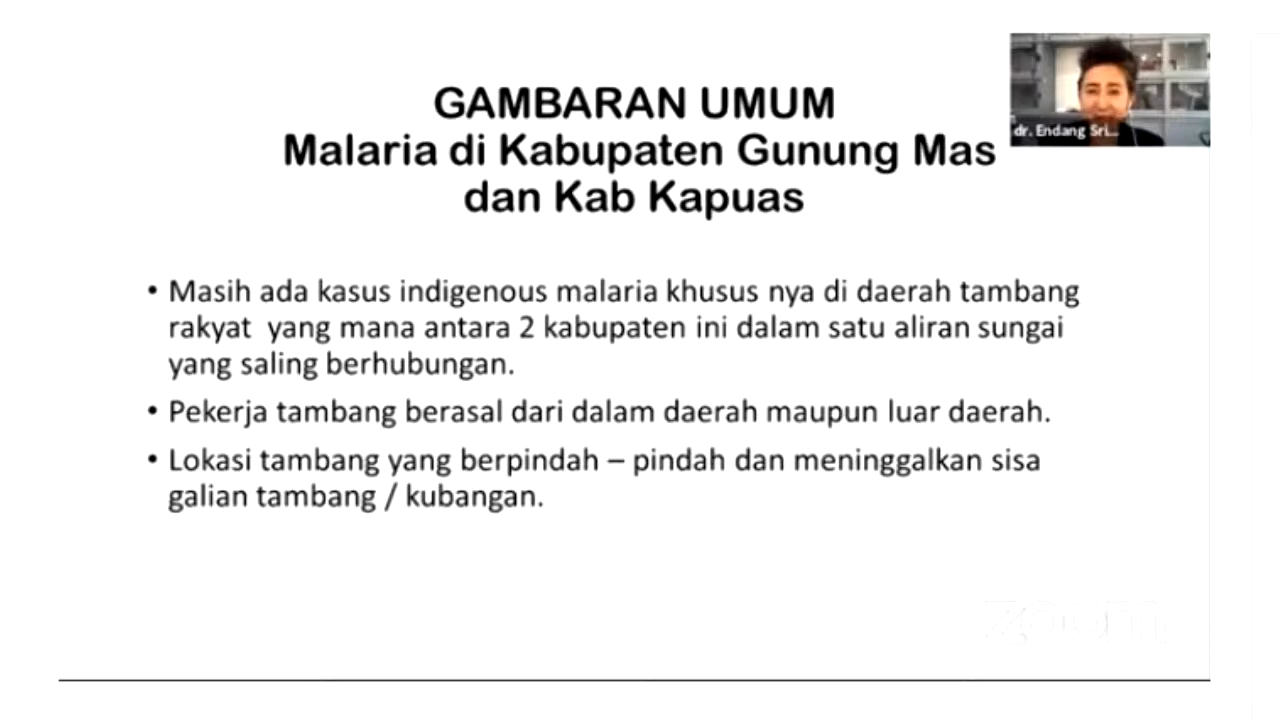 GAMBARAN UMUM
Malaria di Kabupaten Gunung Mas
dan Kab Kapuas
dr. Endang Sri...
• Masih ada kasus indigenous malaria khusus nya di daerah tambang
rakyat yang mana antara 2 kabupaten ini dalam satu aliran sungai
yang saling berhubungan.
• Pekerja tambang berasal dari dalam daerah maupun luar daerah.
• Lokasi tambang yang berpindah – pindah dan meninggalkan sisa
galian tambang / kubangan.
zoom